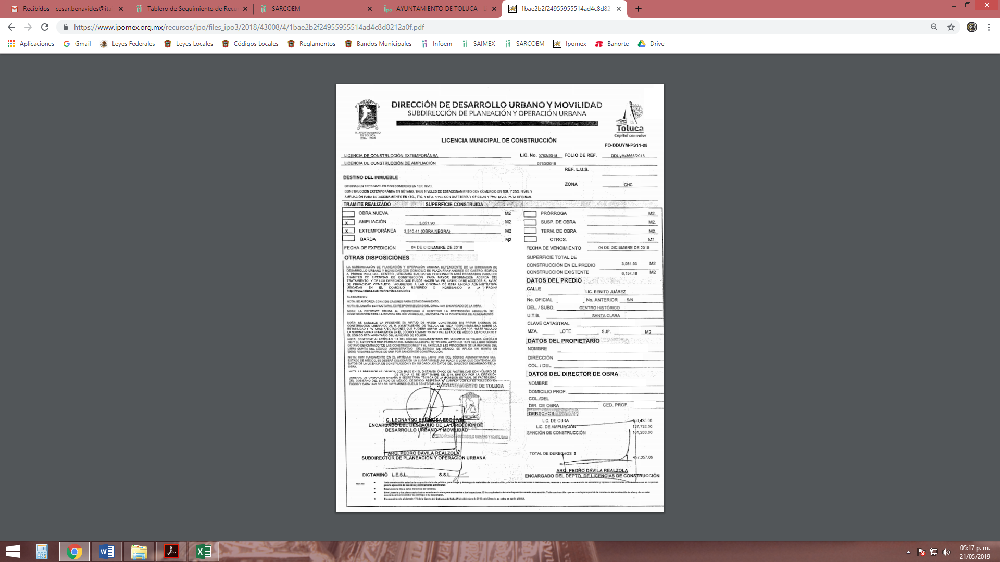 Recibidos - cesar.benavides@itai
Tablero de Seguimiento de Recu
SARCOEM
AYUNTAMIENTO DE TOLUCA - L
1bae2b2f24955955514ad4c8d82
https://www.ipomex.org.mx/recursos/ipo/files_ipo3/2018/43008/4/1bae2b2f24955955514ad4c8d8212a0f.pdf
Aplicaciones Gmail Leyes Federales Leyes Locales Códigos Locales Reglamentos Bandos Municipales Infoem SAIMEX SARCOEM Ipomex Banorte Drive
DIRECCIÓN DE DESARROLLO URBANO Y MOVILIDAD
SUBDIRECCIÓN DE PLANEACIÓN Y OPERACIÓN URBANA
H. AYUNTAMIENTO
DE TOLUCA
2016 - 2018
Toluca
Capital con valor
LICENCIA MUNICIPAL DE CONSTRUCCIÓN
FO-DDUYM-PS11-08
LICENCIA DE CONSTRUCCIÓN EXTEMPORÁNEA LIC. No. 0752/2018 FOLIO DE REF. DDUyM/3666/2018
LICENCIA DE CONSTRUCCIÓN DE AMPLIACIÓN 0753/2018
REF. L.U.S.
DESTINO DEL INMUEBLE
ZONA CHC
OFICINAS EN TRES NIVELES CON COMERCIO EN 1ER. NIVEL
CONSTRUCCIÓN EXTEMPORÁNEA EN SÓTANO, TRES NIVELES DE ESTACIONAMIENTO CON COMERCIO EN 1ER, Y 2DO. NIVEL Y
AMPLIACIÓN PARA ESTACIONAMIENTO EN 4TO., 5TO. Y 6TO. NIVEL CON CAFETERÍA Y OFICINAS Y 7MO. NIVEL PARA OFICINAS.
TRAMITE REALIZADO SUPERFICIE CONSTRUIDA
OBRA NUEVA M2 PRÓRROGA M2.
X AMPLIACIÓN 3,051.90 M2 SUSP. DE OBRA M2.
X EXTEMPORÁNEA 3,510.41 (OBRA NEGRA) M2 TERM. DE OBRA M2.
BARDA M2 OTROS. M2.
FECHA DE EXPEDICIÓN 04 DE DICIEMBRE DE 2018 FECHA DE VENCIMIENTO 04 DE DICIEMBRE DE 2019
OTRAS DISPOSICIONES
LA SUBDIRECCIÓN DE PLANEACIÓN Y OPERACIÓN URBANA DEPENDIENTE DE LA DIRECCIÓN DE
DESARROLLO URBANO Y MOVILIDAD CON DOMICILIO EN PLAZA FRAY ANDRÉS DE CASTRO, EDIFICIO
A, PRIMER PISO, COL. CENTRO, UTILIZARÁ SUS DATOS PERSONALES AQUÍ RECABADOS PARA LOS
TRÁMITES DE LICENCIAS DE CONSTRUCCIÓN. PARA MAYOR INFORMACIÓN ACERCA DEL
TRATAMIENTO Y DE LOS DERECHOS QUE PUEDE HACER VALER, USTED DEBE ACCEDER AL AVISO
DE PRIVACIDAD COMPLETO ACUDIENDO A LAS OFICINAS DE ESTA UNIDAD ADMINISTRATIVA
UBICADAS EN EL DOMICILIO REFERIDO O INGRESANDO A LA PAGINA
http://www.toluca.gob.mx/tramites.servicios
ALINEAMIENTO
NOTA: SE AUTORIZA CON (109) CAJONES PARA ESTACIONAMIENTO.
NOTA: EL DISEÑO ESTRUCTURAL ES RESPONSABILIDAD DEL DIRECTOR ENCARGADO DE LA OBRA.
NOTA: LA PRESENTE OBLIGA AL PROPIETARIO A RESPETAR LA RESTRICCIÓN ABSOLUTA DE
CONSTRUCCIÓN PARA LA BÓVEDA DEL RÍO VERDIGUEL, MARCADA EN LA CONSTANCIA DE ALINEAMIENTO
NOTA: SE CONCEDE LA PRESENTE EN VIRTUD DE HABER CONSTRUIDO SIN PREVIA LICENCIA DE
CONSTRUCCIÓN LIBERANDO AL H. AYUNTAMIENTO DE TOLUCA DE TODA RESPONSABILIDAD SOBRE LA
ESTABILIDAD Y FUTURAS AFECTACIONES QUE PUDIERA SUFRIR LA CONSTRUCCIÓN POR HABER VIOLADO
LA NORMATIVIDAD ESTABLECIDA EN EL CÓDIGO ADMINISTRATIVO DEL ESTADO DE MÉXICO, LIBRO QUINTO Y
EL CÓDIGO REGLAMENTARIO DEL MUNICIPIO DE TOLUCA.
NOTA: CONFORME AL ARTÍCULO 1.5 DEL CÓDIGO REGLAMENTARIO DEL MUNICIPIO DE TOLUCA, ARTÍCULO
103 Y EL ANTEPENÚLTIMO PÁRRAFO DEL BANDO MUNICIPAL DE TOLUCA, ARTÍCULO 18.73 DEL LIBRO DÉCIMO
OCTAVO DENOMINADO "DE LAS CONSTRUCCIONES" Y AL ARTÍCULO 5.63 FRACCIÓN IV DE LA REFORMA DEL
LIBRO QUINTO DEL CÓDIGO ADMINISTRATIVO DEL ESTADO DE MÉXICO, SE APLICA UN MONTO DE
(2000) VALORES DIARIOS DE UMA POR SANCIÓN DE CONSTRUCCIÓN.
NOTA: CON FUNDAMENTO EN EL ARTÍCULO 18.25 DEL LIBRO XVIII DEL CÓDIGO ADMINISTRATIVO DEL
ESTADO DE MÉXICO, SE DEBERÁ COLOCAR EN UN LUGAR VISIBLE UNA PLACA O LONA QUE CONTENGA LOS
DATOS DE LA LICENCIA DE CONSTRUCCIÓN Y EN SU CASO LOS DATOS DEL DIRECTOR ENCARGADO DE LA
OBRA.
NOTA: LA PRESENTE SE OTORGA CON BASE EN EL DICTAMEN ÚNICO DE FACTIBILIDAD CON NÚMERO DE
DE FECHA 12 DE SEPTIEMBRE DE 2018, EMITIDO POR LA DIRECCIÓN
GENERAL DE OPERACIÓN URBANA Y SECRETARÍA TÉCNICA DE LA COMISIÓN ESTATAL DE FACTIBILIDAD
DEL GOBIERNO DEL ESTADO DE MÉXICO, DEBIENDO RESPETAR Y CUMPLIR CON LO ESTABLECIDO EN
TODOS Y CADA UNO DE LOS DICTAMENES QUE LO CONFORMAN
AYUNTAMIENTO DE TOLUCA
C. LEONARDO ESPINOSA ESQUIVEL
ENCARGADO DEL DESPACHO DE LA DIRECCIÓN DE
DESARROLLO URBANO Y MOVILIDAD
ARQ. PEDRO DÁVILA REALZOLA
SUBDIRECTOR DE PLANEACIÓN Y OPERACIÓN URBANA
DICTAMINÓ L.E.S.L. S.S.L.
SUPERFICIE TOTAL DE
CONSTRUCCIÓN EN EL PREDIO 3,051.90 M2
CONSTRUCCIÓN EXISTENTE 6,154.16 M2
DATOS DEL PREDIO
CALLE LIC. BENITO JUÁREZ
No. OFICIAL No. ANTERIOR S/N
DEL. / SUBD. CENTRO HISTÓRICO
U.T.B. SANTA CLARA
CLAVE CATASTRAL
MZA. LOTE SUP. M2
DATOS DEL PROPIETARIO
NOMBRE
DIRECCIÓN
COL. / DEL.
DATOS DEL DIRECTOR DE OBRA
NOMBRE
DOMICILIO PROF.
COL./DEL
DIR. DE OBRA CED. PROF.
DERECHOS:
LIC. DE OBRA 158,425.00
LIC. DE AMPLIACIÓN 137,732.00
SANCIÓN DE CONSTRUCCIÓN 161,200.00
TOTAL DE DERECHOS $ 457,357.00
ARQ. PEDRO DÁVILA REALZOLA
ENCARGADO DEL DEPTO. DE LICENCIAS DE CONSTRUCCIÓN
NOTAS:
Esta Licencia deja a salvo Derechos de Terceros.
05:17 p. m.
21/05/2019